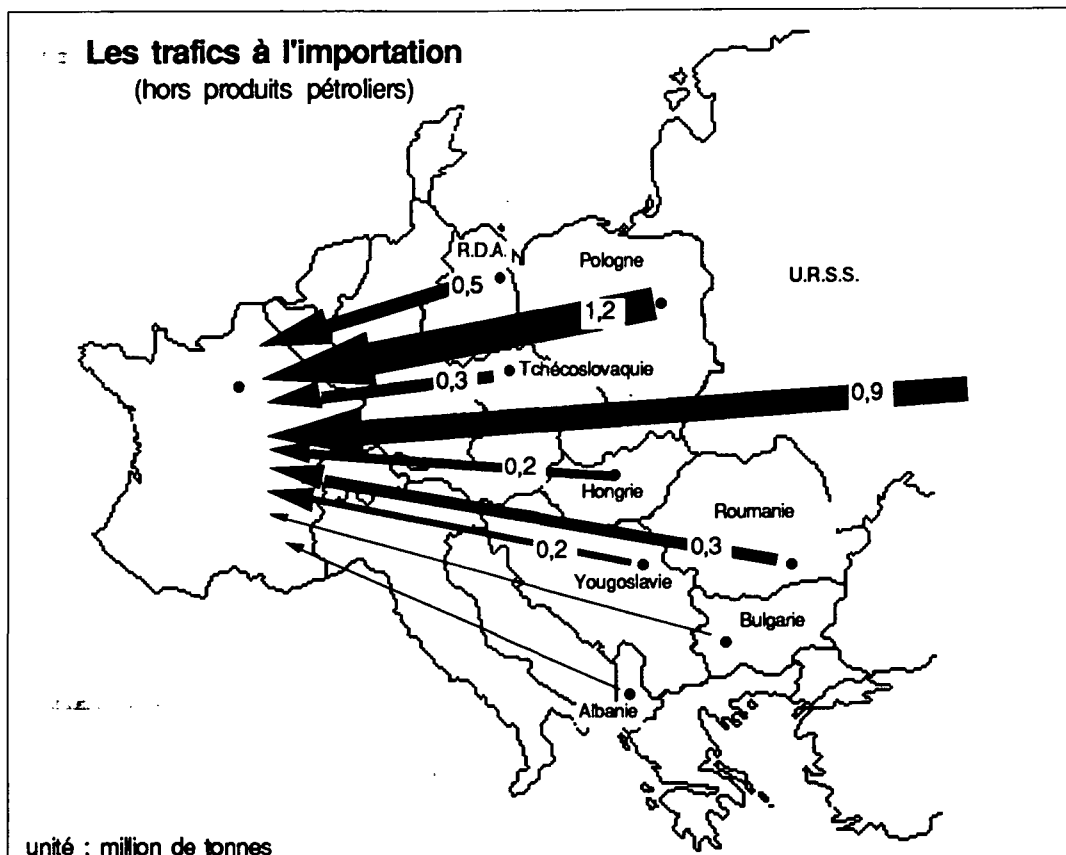 Les trafics à l'importation
(hors produits pétroliers)
R.D.A.
Pologne
U.R.S.S.
0,5
1,2
Tchécoslovaquie
0,3
0,9
0,2
Hongrie
Roumanie
0,3
0,2
Yougoslavie
Bulgarie
Albanie
unité : million de tonnes